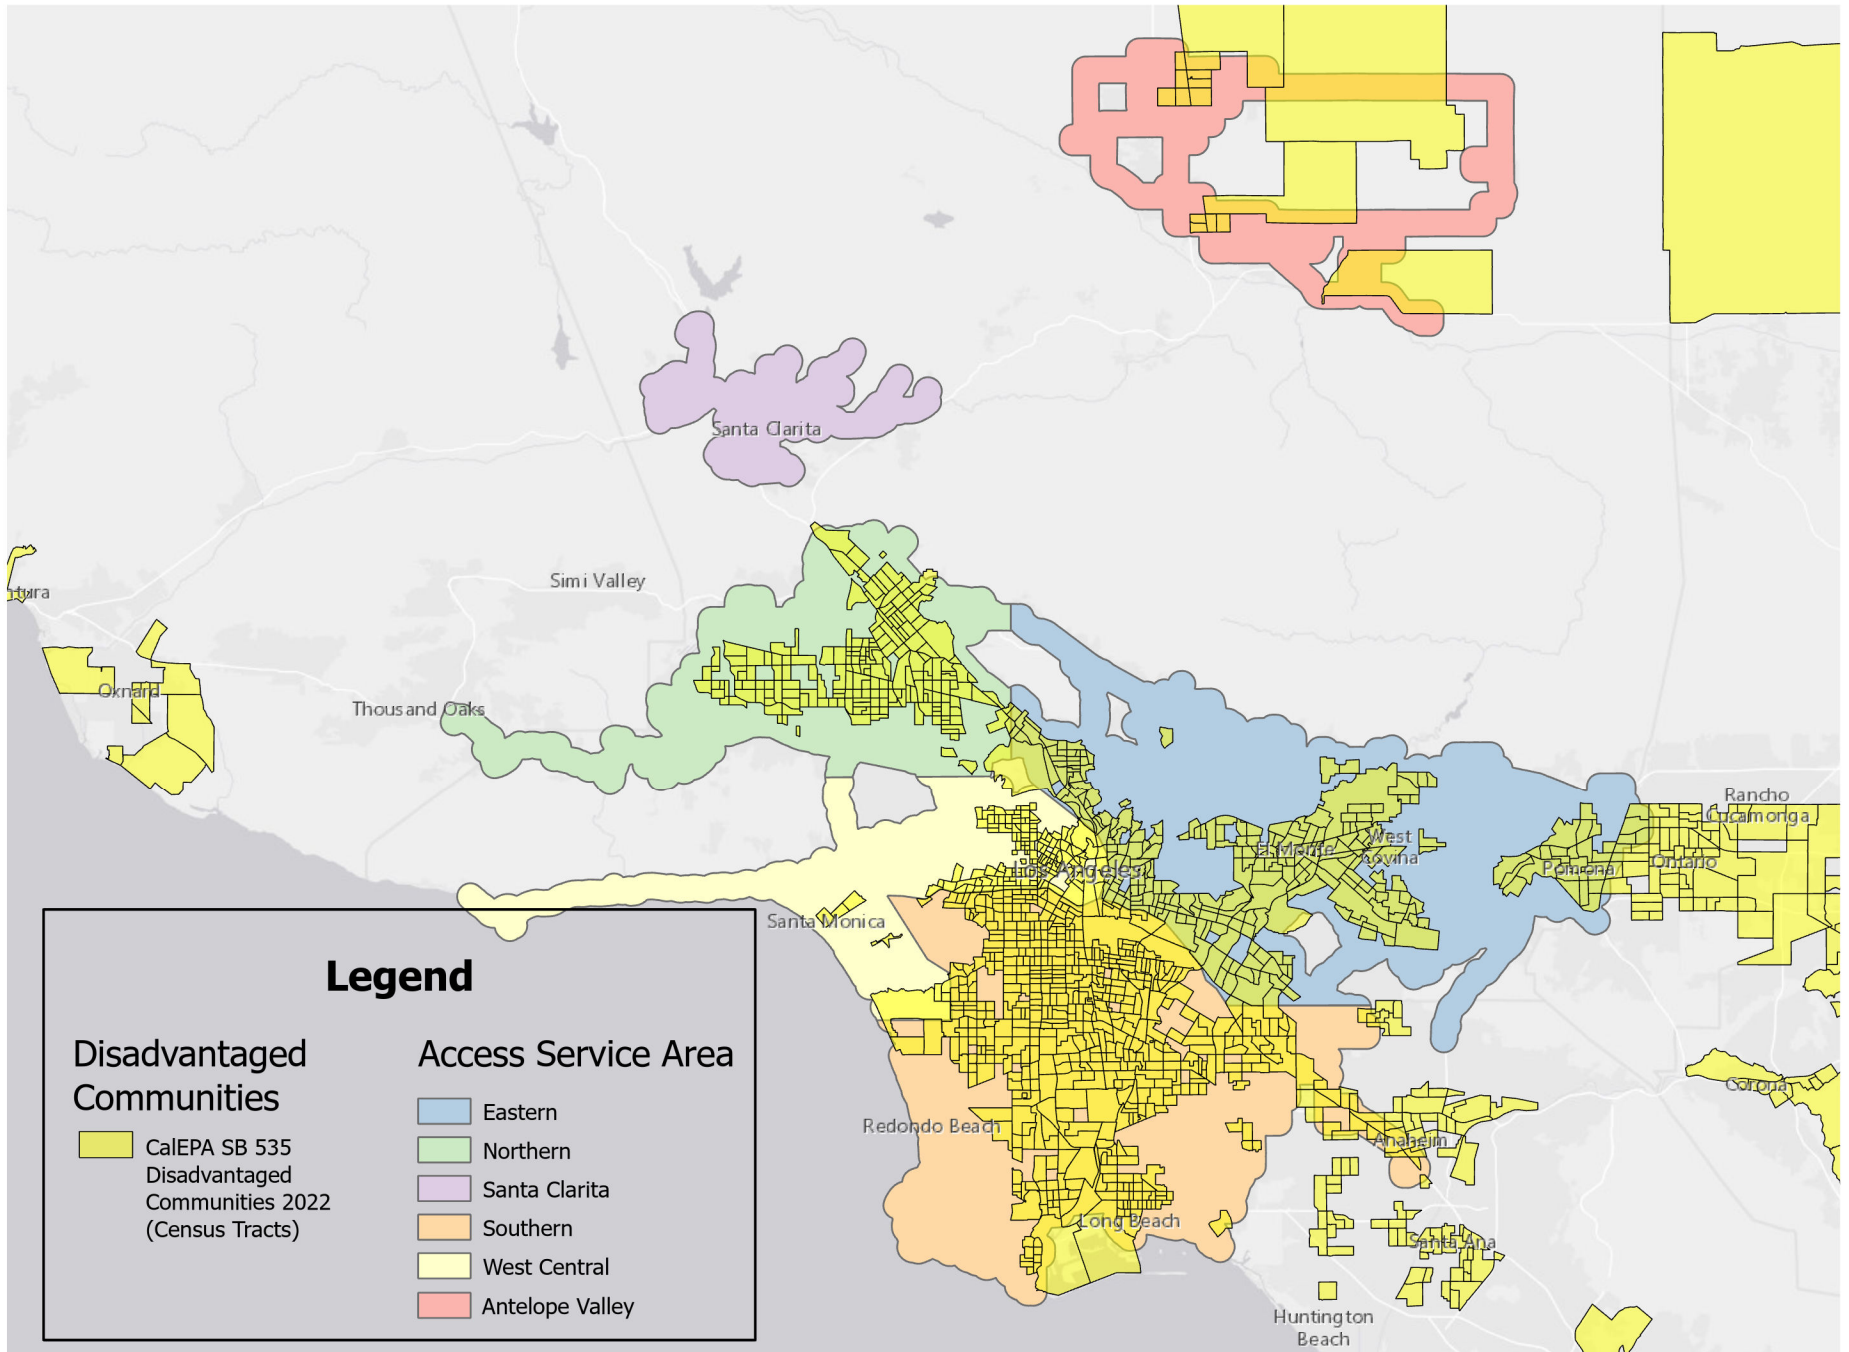 Santa Clarita
Simi Valley
ntura
Oxnard
Thousand Oaks
Rancho
Cucamonga
West
Covina
El Monte
Ontario
Pomona
Los Angeles
Santa Monica
Corona
Redondo Beach
Anaheim
Long Beach
Santa Ana
Huntington
Beach
Legend
Disadvantaged
Communities
CalEPA SB 535
Disadvantaged
Communities 2022
(Census Tracts)
Access Service Area
Eastern
Northern
Santa Clarita
Southern
West Central
Antelope Valley